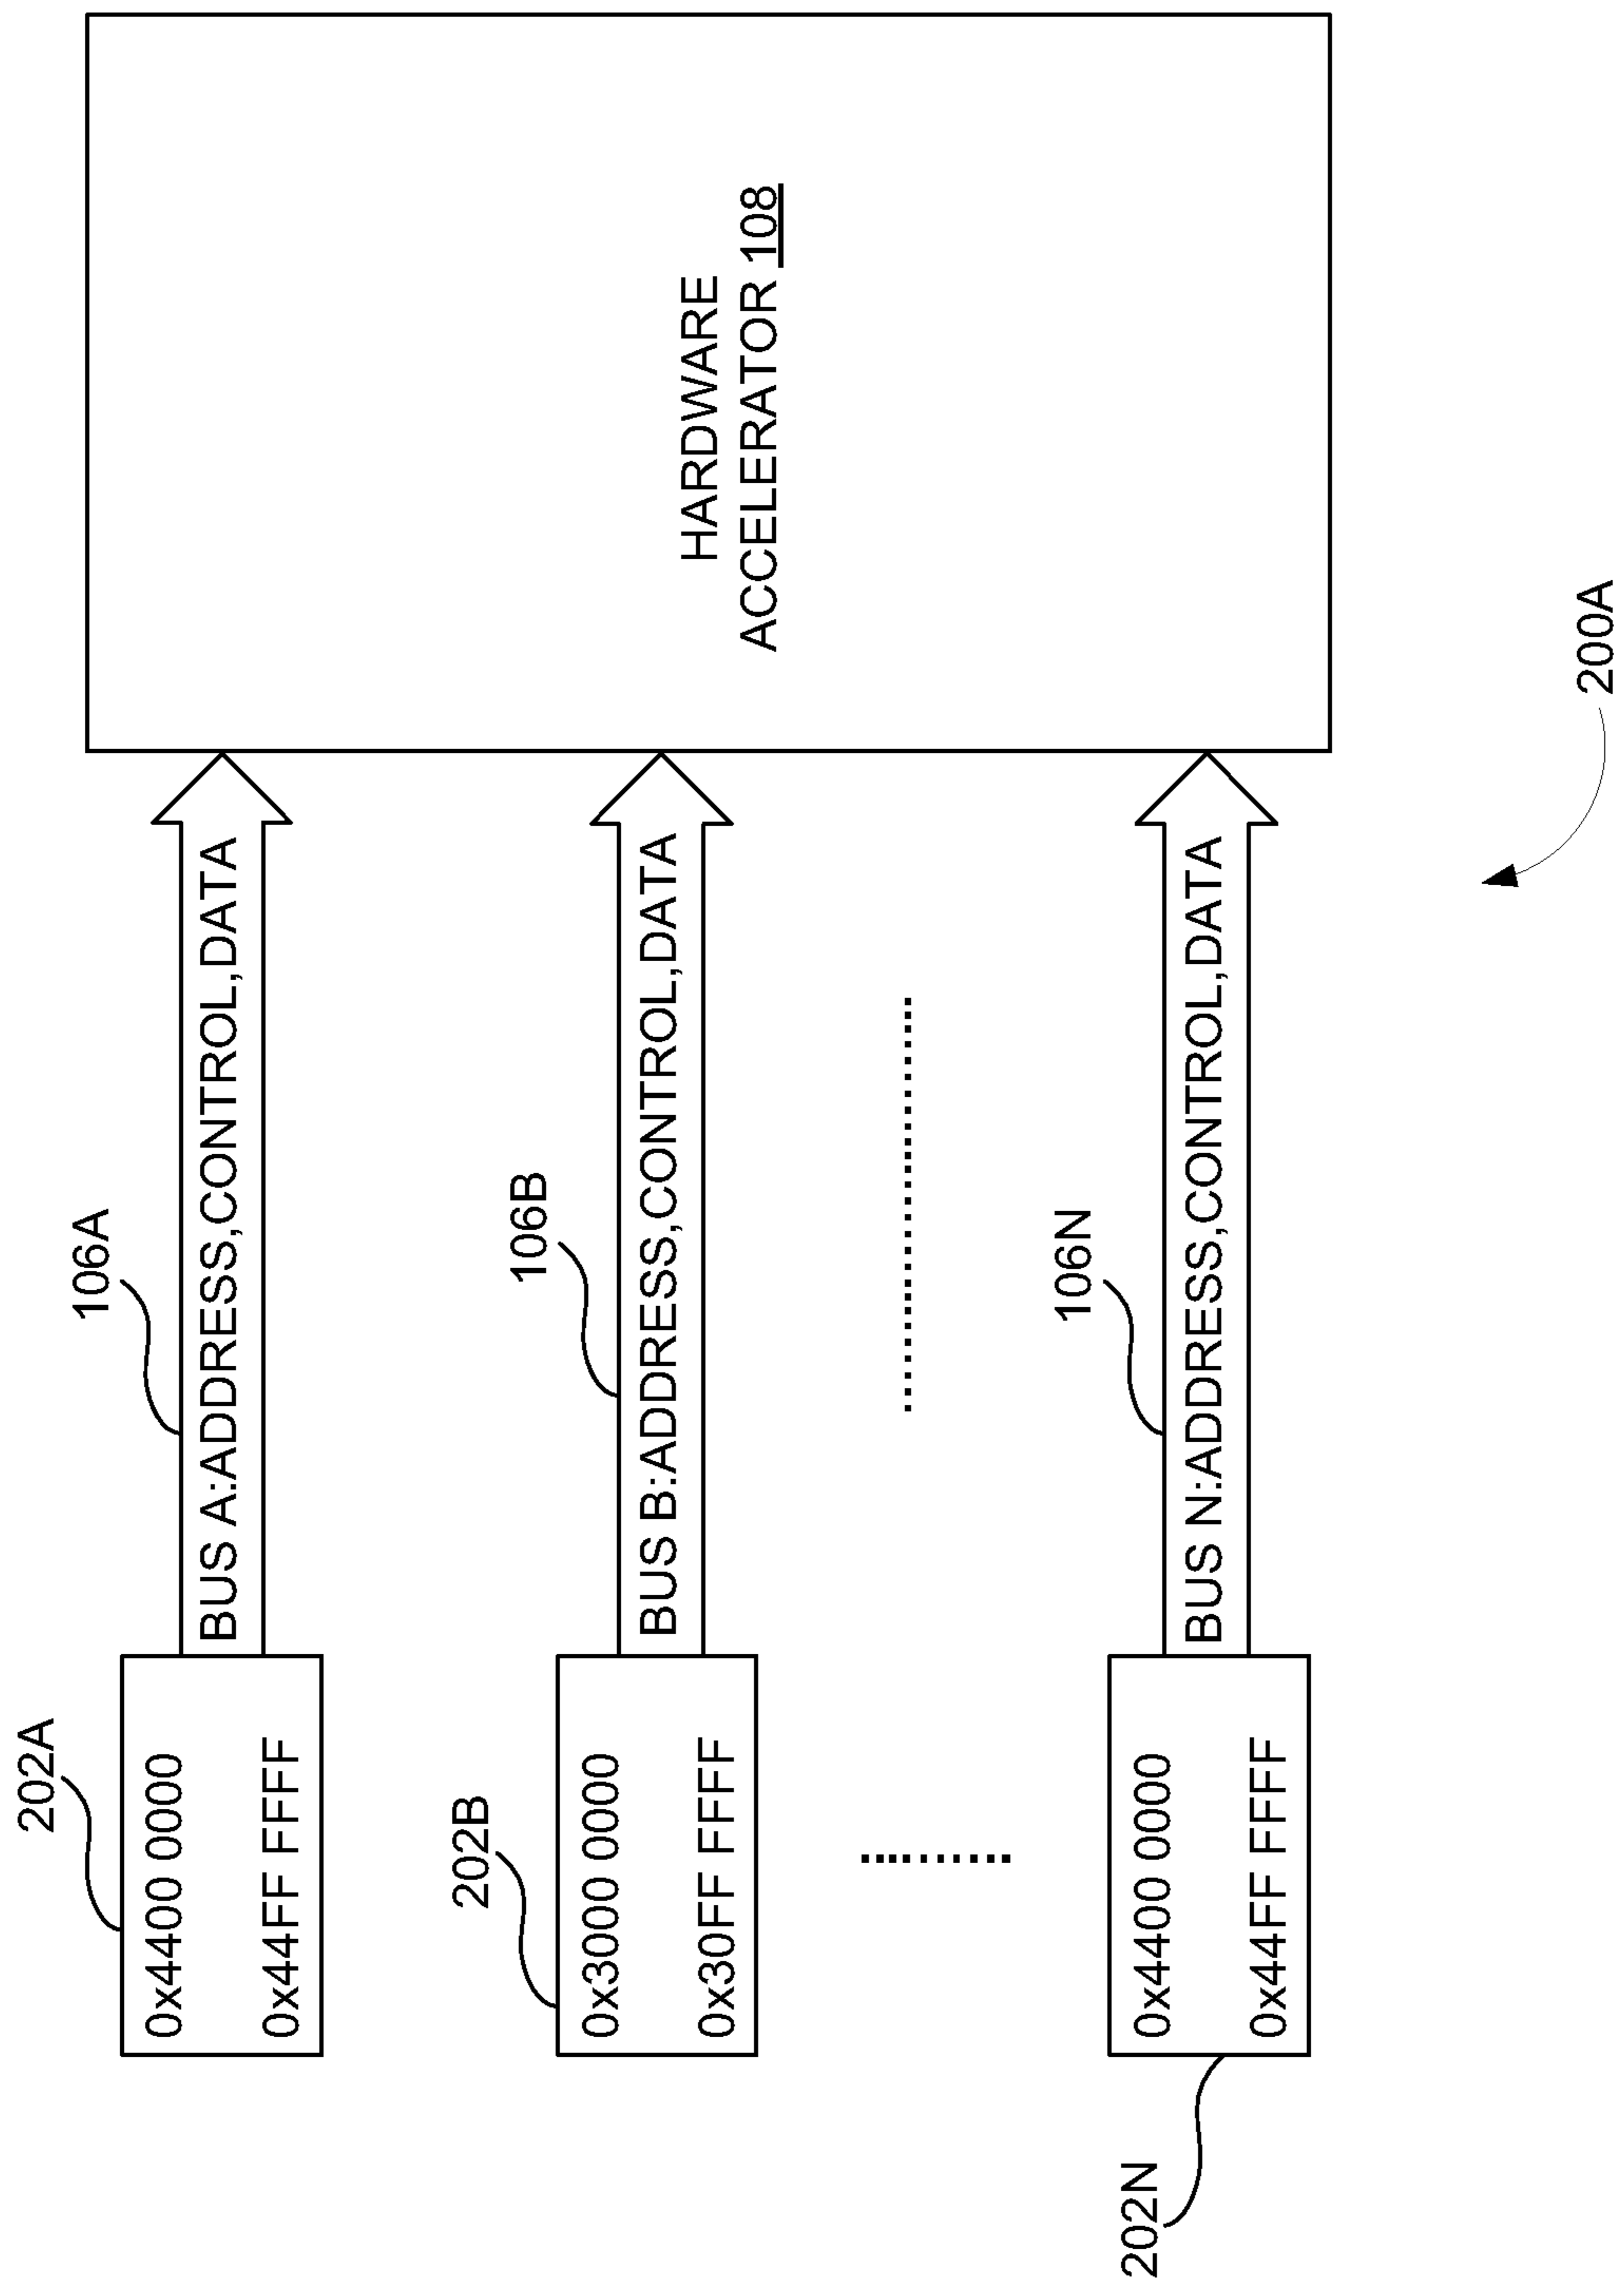 202A
0x4400 0000
0x44FF FFFF
106A
BUS A:ADDRESS,CONTROL,DATA
202B
0x3000 0000
0x30FF FFFF
106B
BUS B:ADDRESS,CONTROL,DATA
HARDWARE
ACCELERATOR 108
202N
0x4400 0000
0x44FF FFFF
106N
BUS N:ADDRESS,CONTROL,DATA
200A